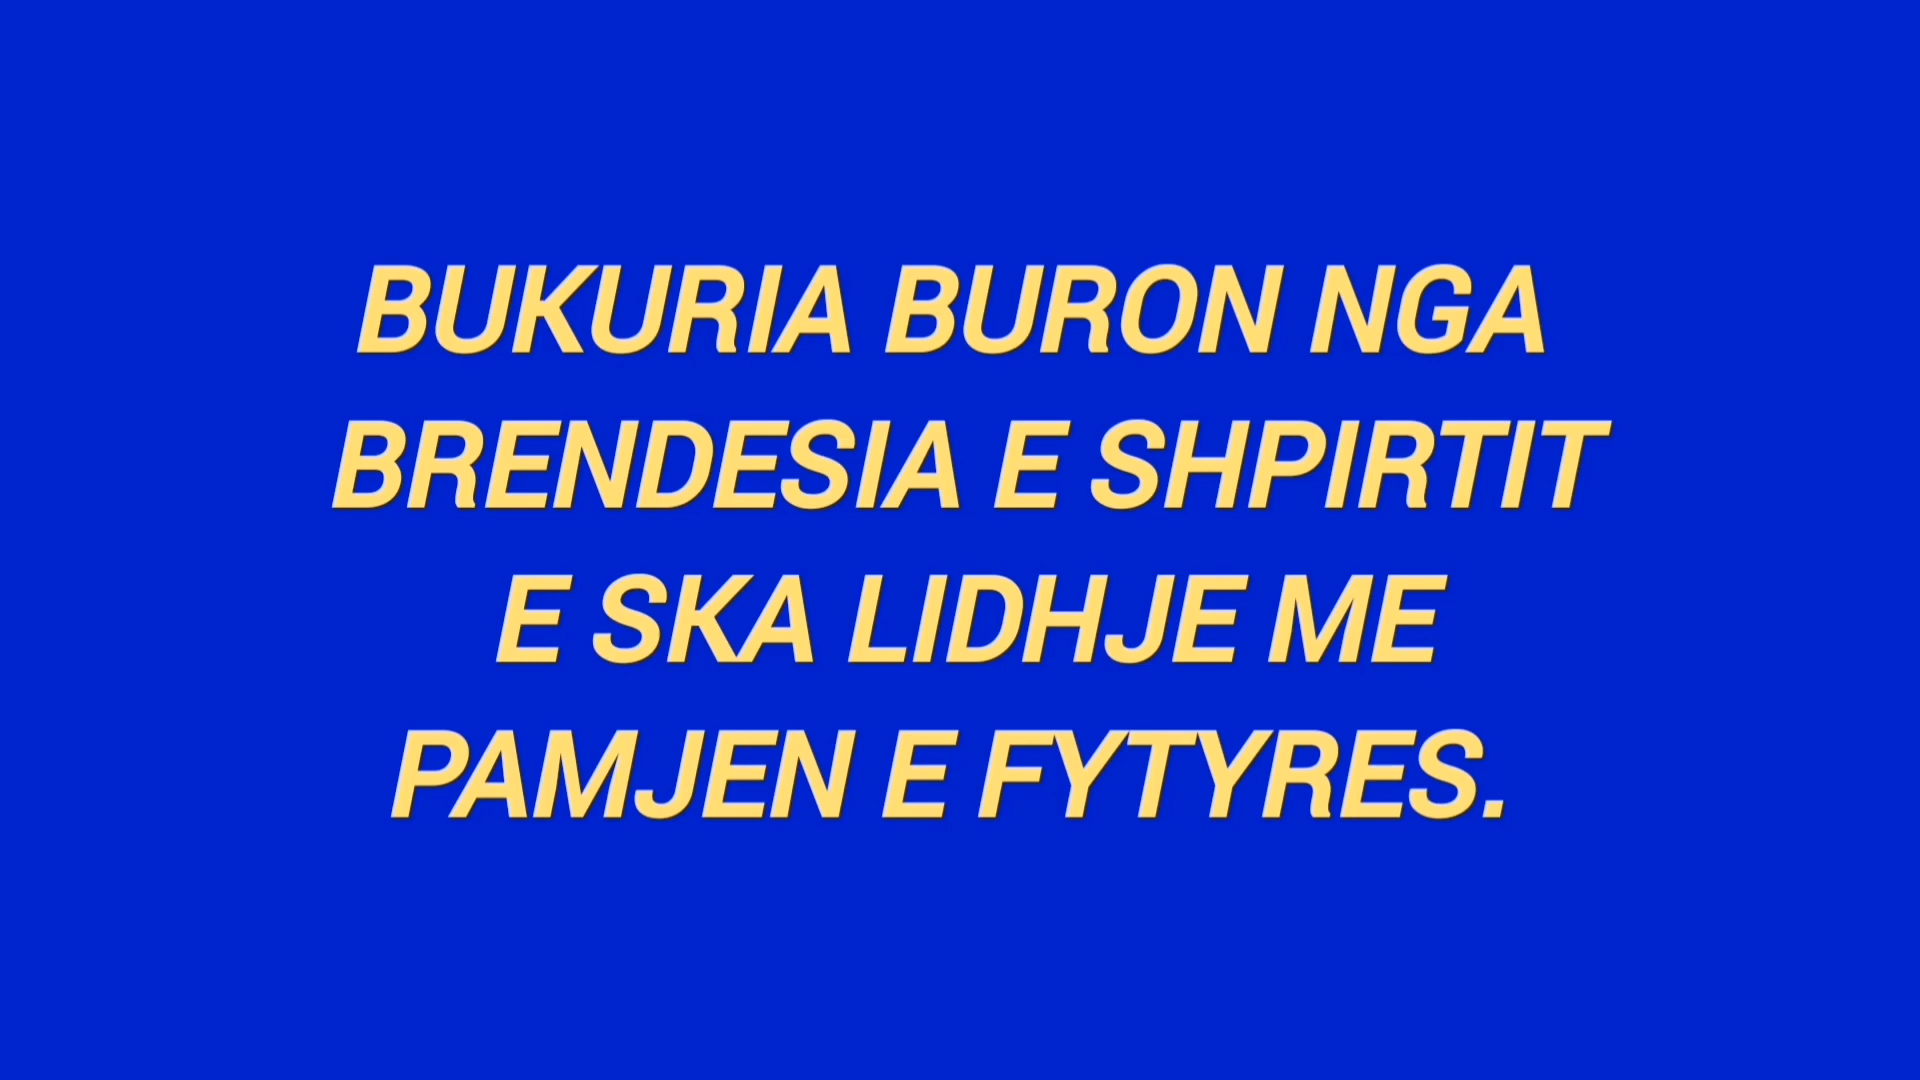 BUKURIA BURON NGA
BRENDESIA E SHPIRTIT
E SKA LIDHJE ME
PAMJEN E FYTYRES.